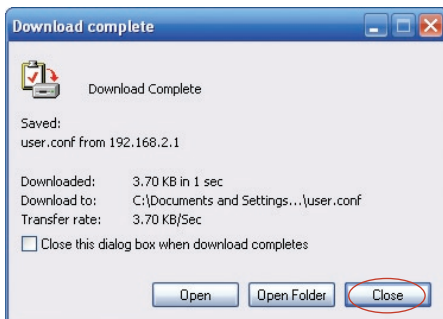 Download complete
Download Complete
Saved:
user.conf from 192.168.2.1
Downloaded: 3.70 KB in 1 sec
Download to: C:\Documents and Settings...\user.conf
Transfer rate: 3.70 KB/Sec
Close this dialog box when download completes
Open Open Folder Close